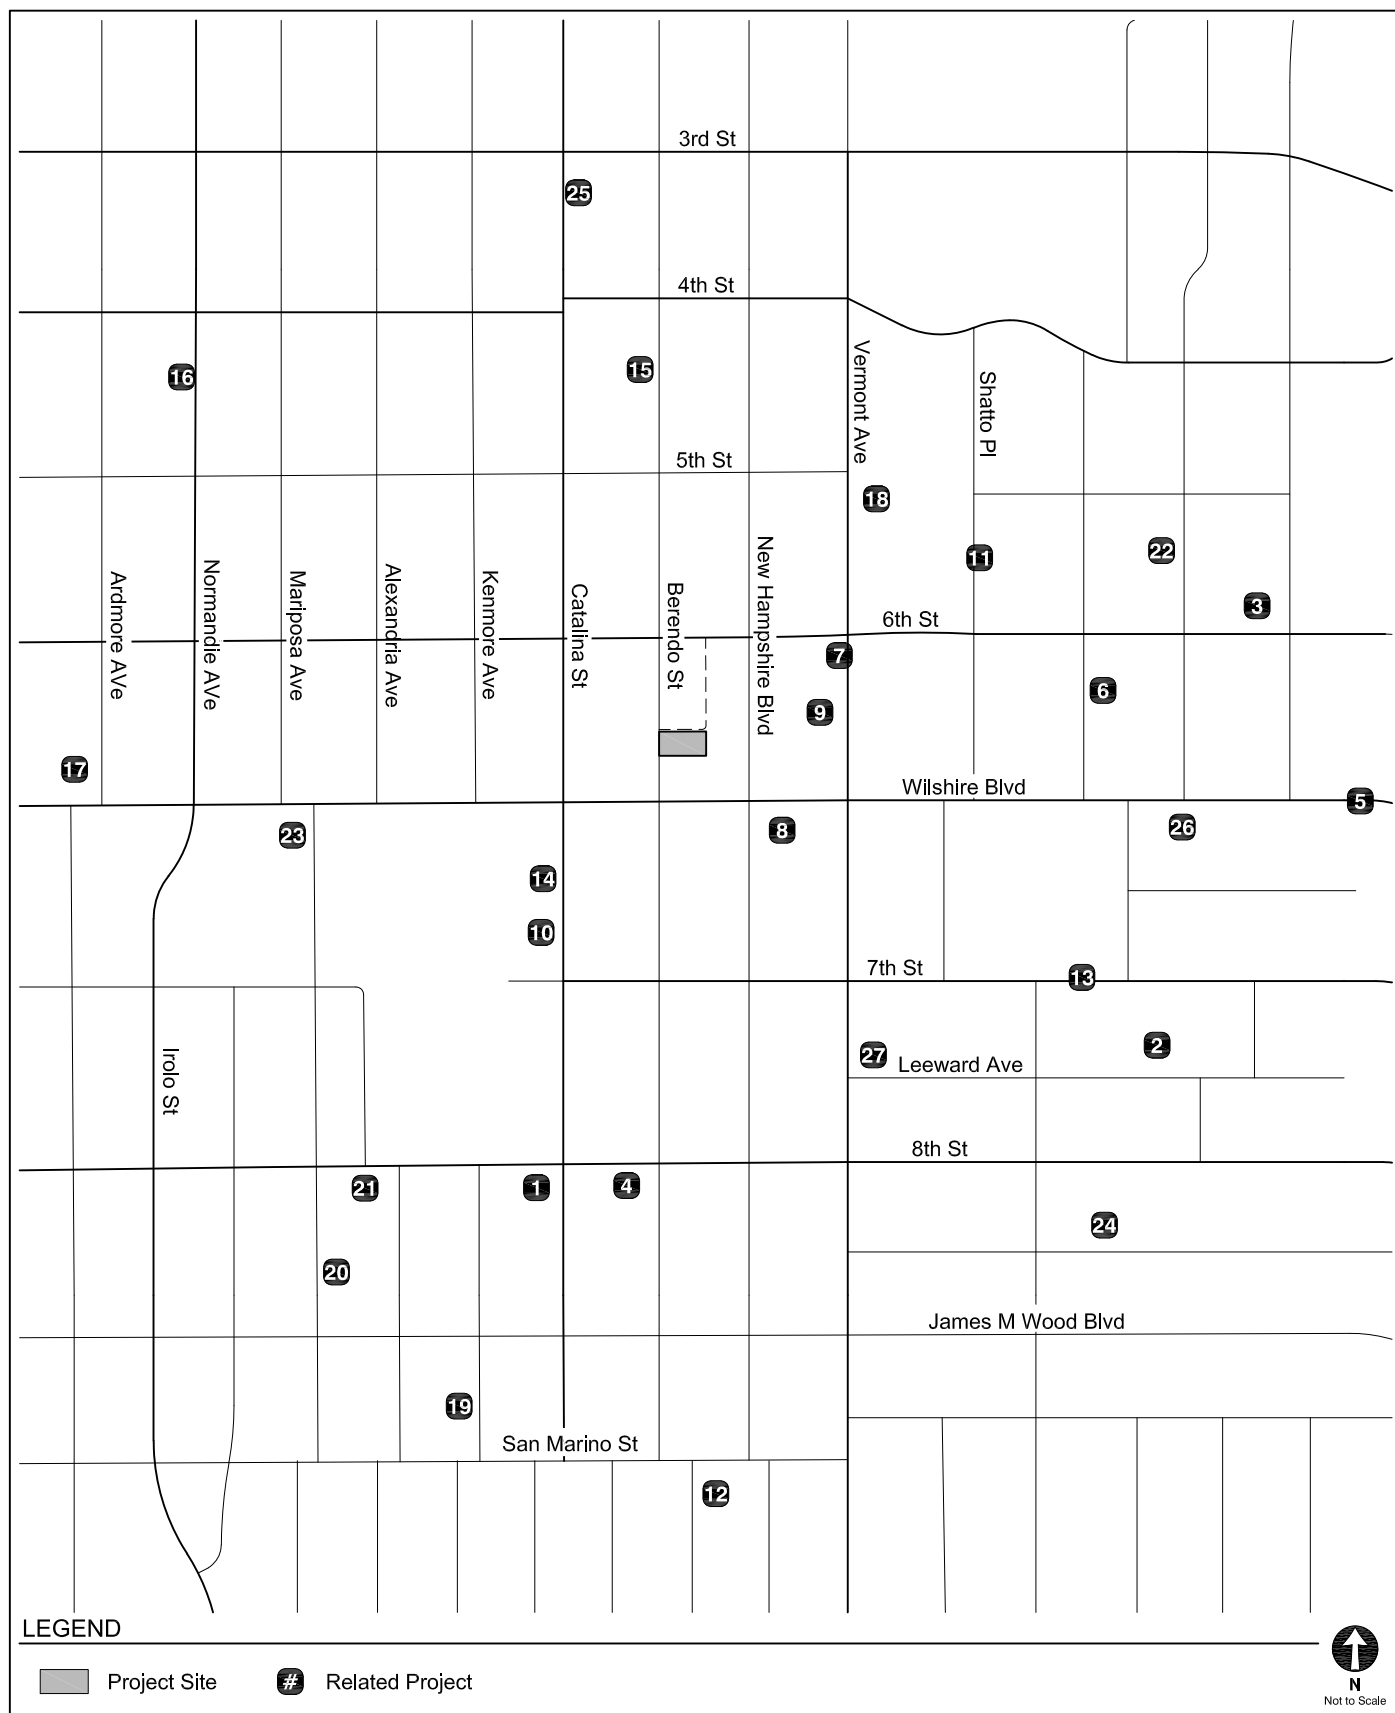 3rd St
25
4th St
16
15
Vermont Ave
Shatto Pl
5th St
18
11
22
3
Ardmore AVe
Normandie AVe
Mariposa Ave
Alexandria Ave
Kenmore Ave
Catalina St
Berendo St
New Hampshire Blvd
6th St
7
6
9
17
Wilshire Blvd
5
23
8
26
14
10
7th St
13
Irolo St
27
2
Leeward Ave
8th St
21
1
4
24
20
James M Wood Blvd
19
San Marino St
12
LEGEND
Project Site
# Related Project
N
Not to Scale